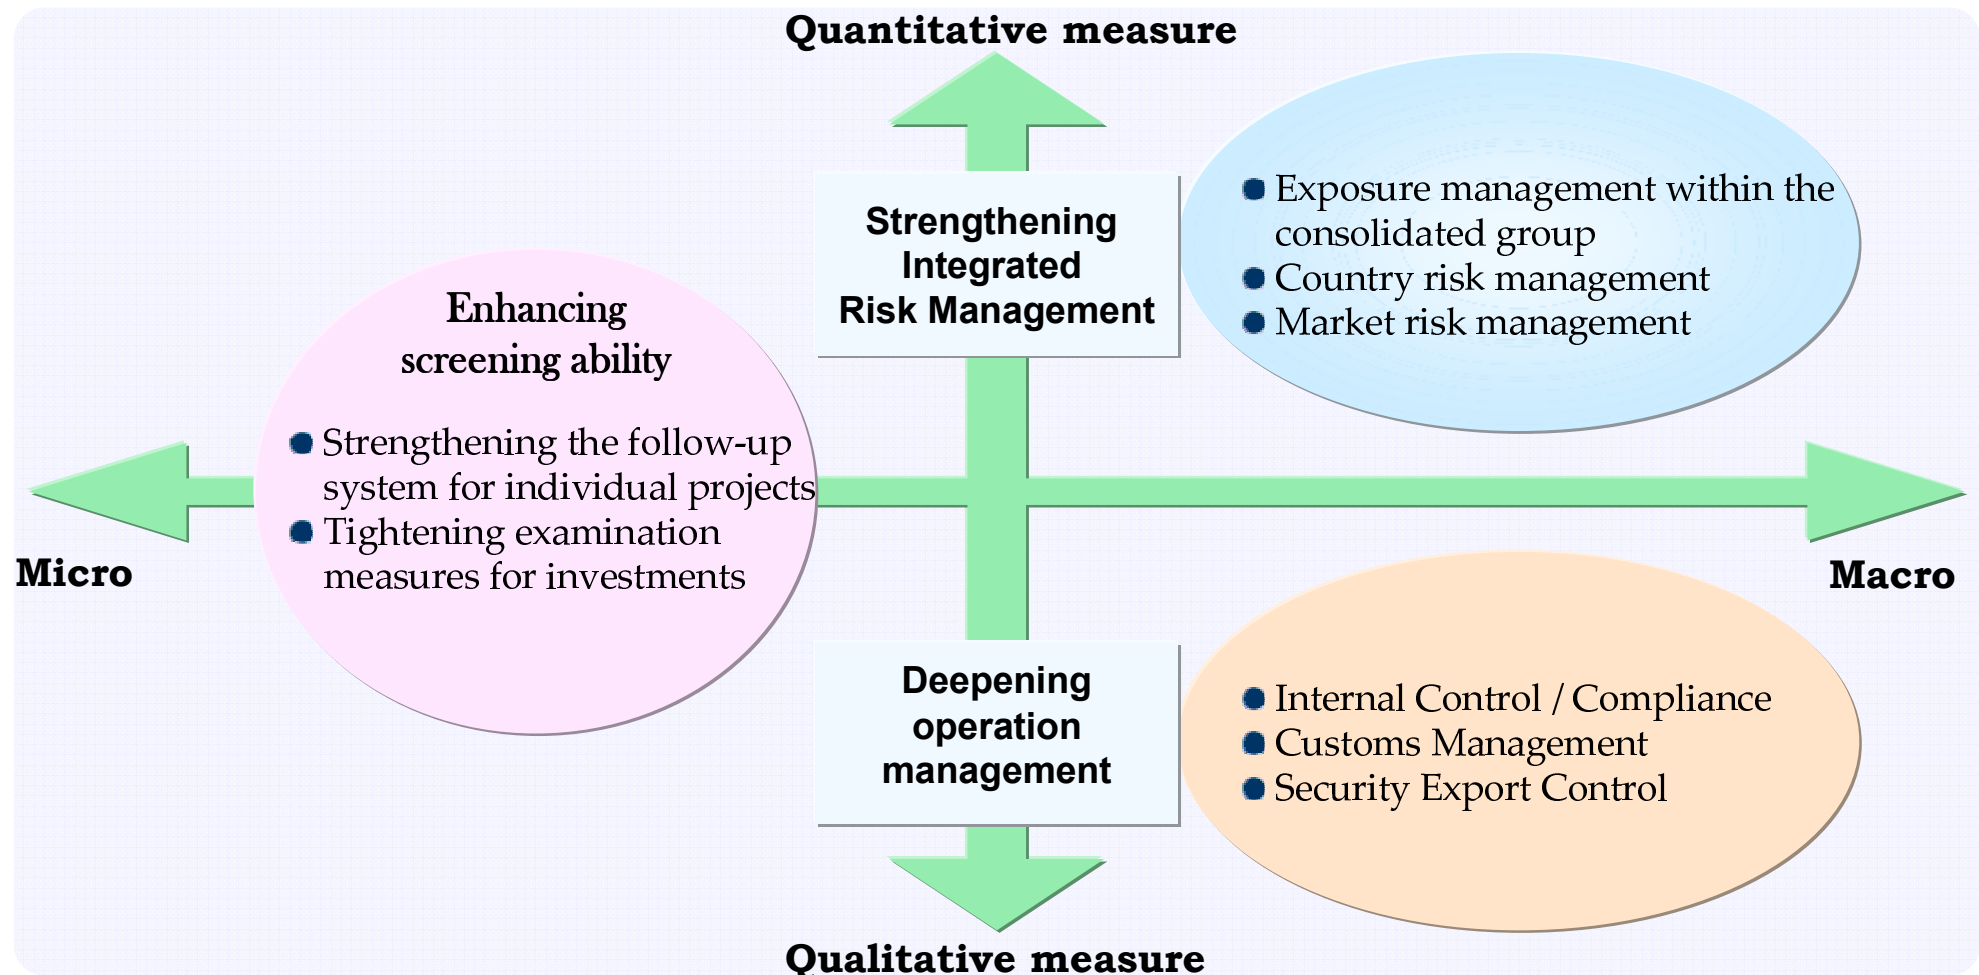 Quantitative measure
Strengthening
Integrated
Risk Management
● Exposure management within the
consolidated group
● Country risk management
● Market risk management
Enhancing
screening ability
● Strengthening the follow-up
system for individual projects
● Tightening examination
measures for investments
Micro
Macro
Deepening
operation
management
● Internal Control / Compliance
● Customs Management
● Security Export Control
Qualitative measure